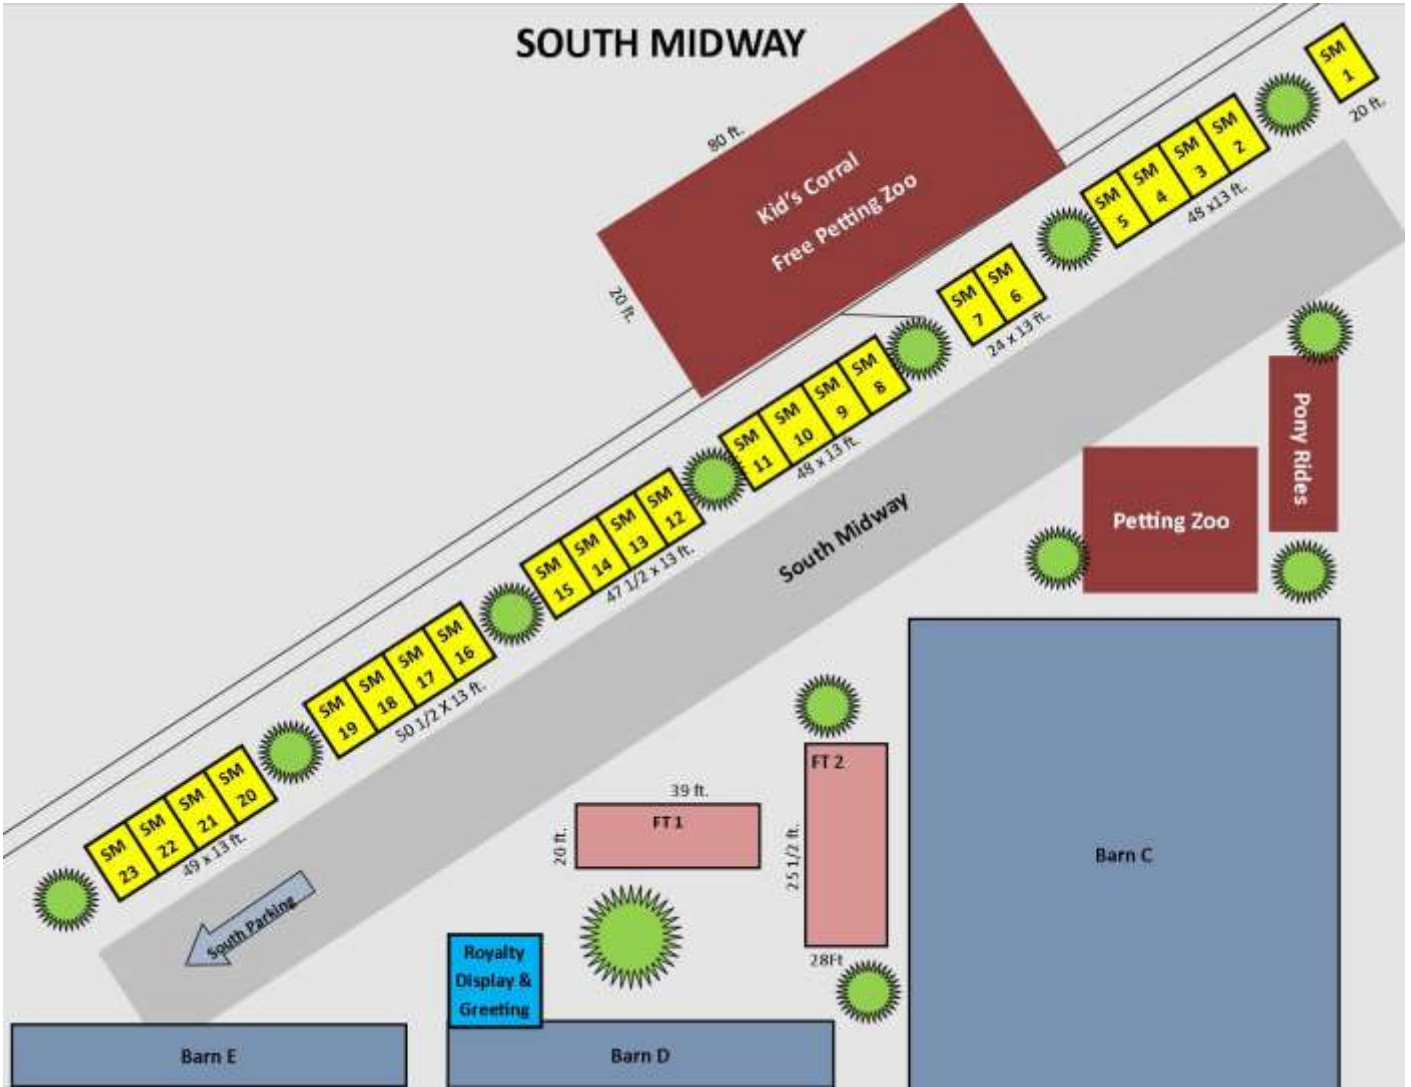 SOUTH MIDWAY
80 ft.
20 ft.
Kid's Corral
Free Petting Zoo
SM
1
20 ft.
SM
2
SM
3
SM
4
SM
5
48 x13 ft.
SM
6
SM
7
24 x 13 ft.
SM
8
SM
9
SM
10
SM
11
48 x 13 ft.
SM
12
SM
13
SM
14
SM
15
47 1/2 x 13 ft.
SM
16
SM
17
SM
18
SM
19
50 1/2 X 13 ft.
SM
20
SM
21
SM
22
SM
23
49 x 13 ft.
South Midway
South Parking
Pony Rides
Petting Zoo
39 ft.
FT 1
20 ft.
FT 2
25 1/2 ft.
28Ft
Barn C
Royalty
Display &
Greeting
Barn D
Barn E